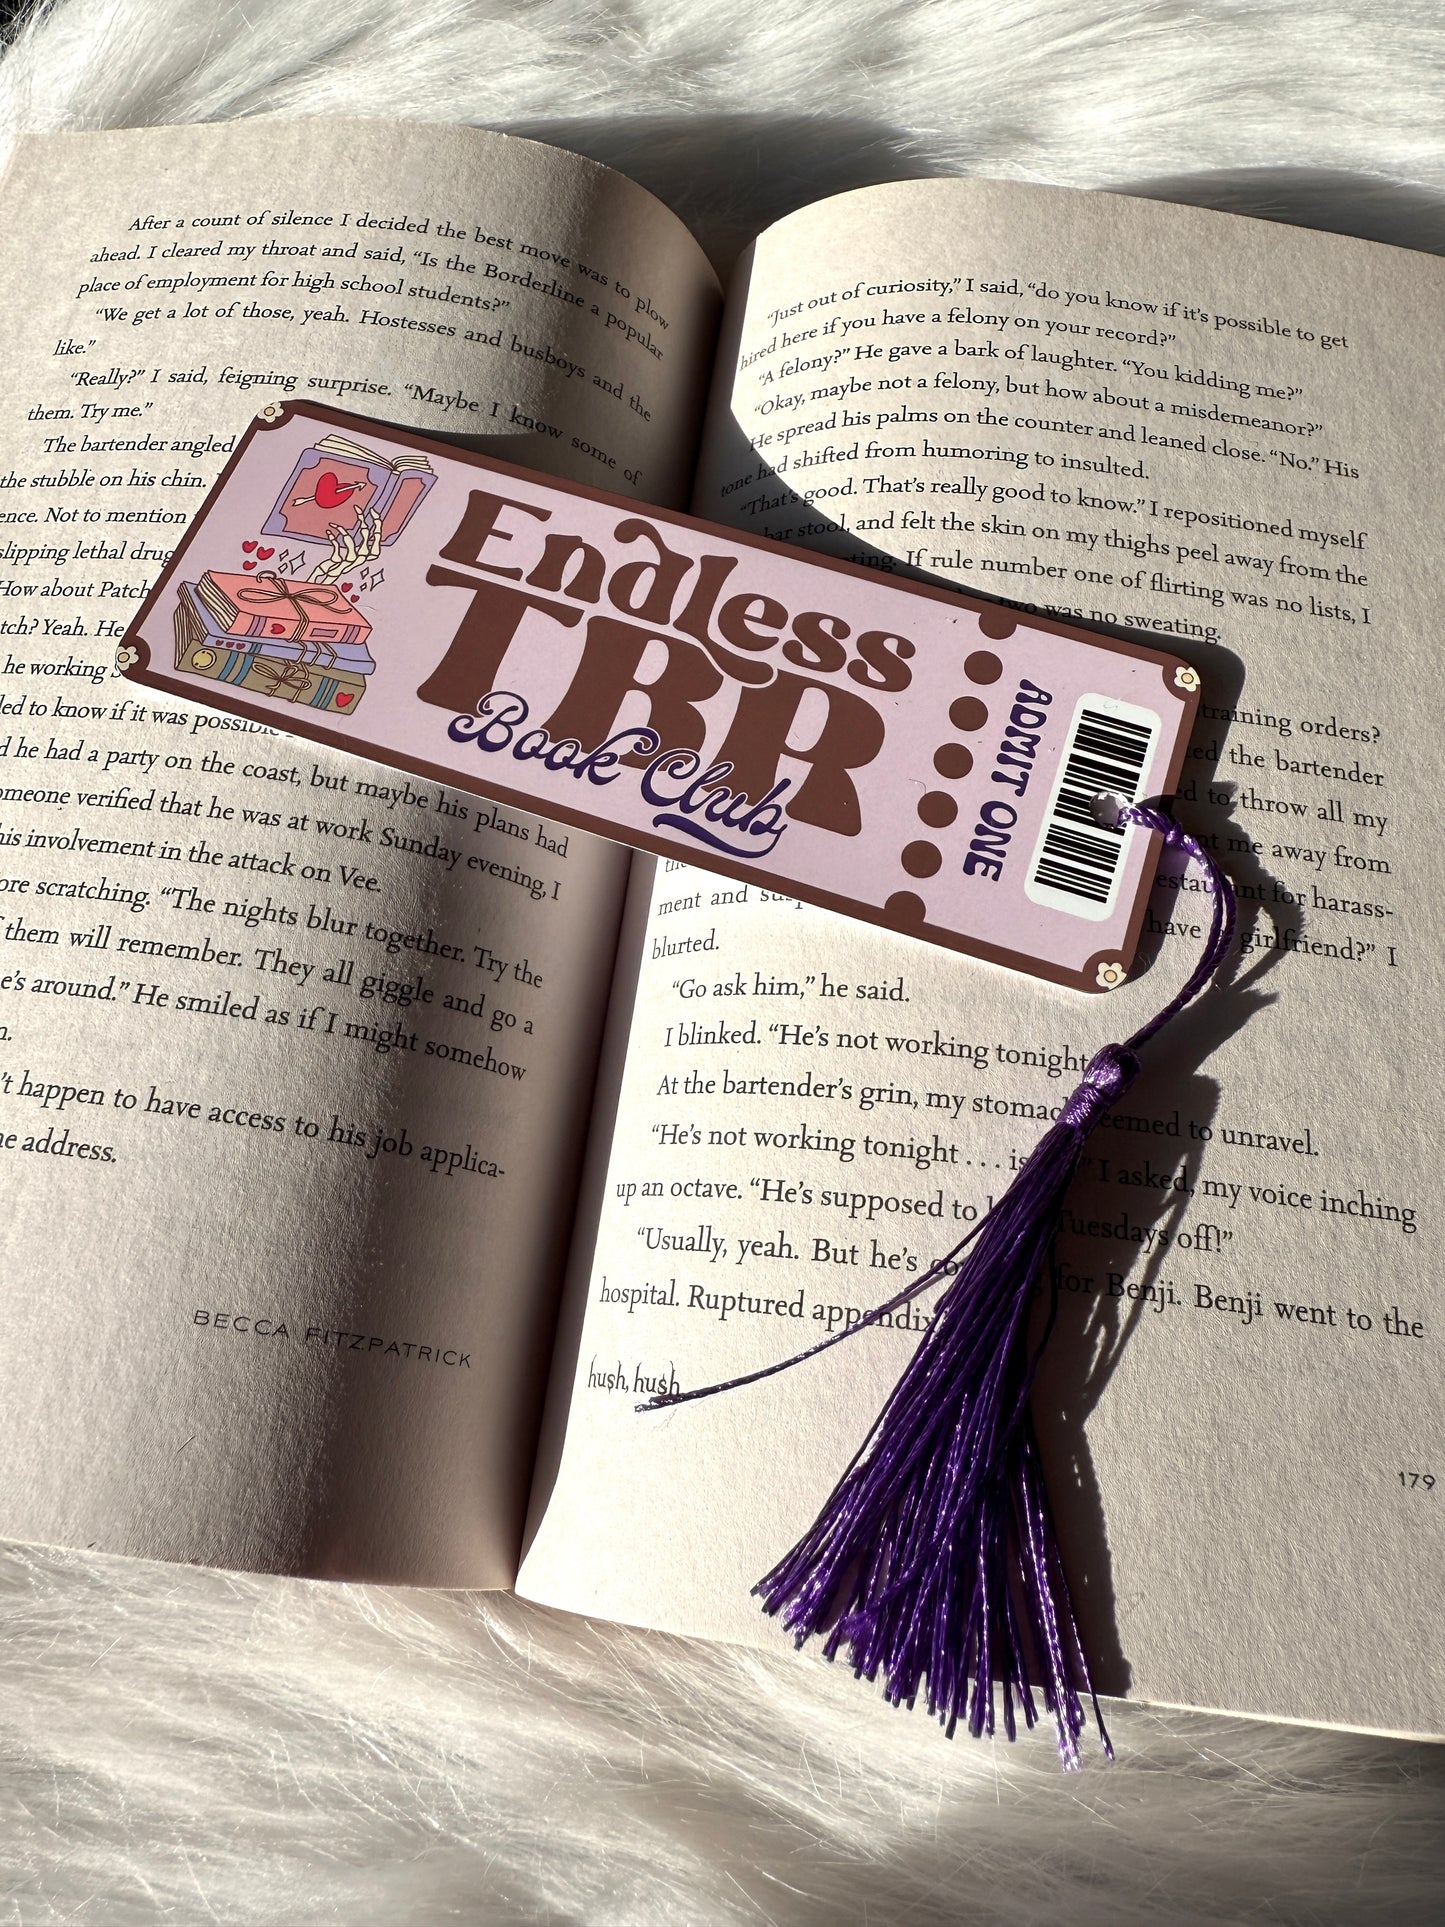 After a count of silence I decided the best move was to plow
ahead. I cleared my throat and said, “Is the Borderline a popular
place of employment for high school students?”
“We get a lot of those, yeah. Hostesses and busboys and the
like.”
“Really?” I said, feigning surprise. “Maybe I know some of
them. Try me.”
The bartender angled
the stubble on his chin.
ence. Not to mention
slipping lethal drug
How about Patch
tch? Yeah. He
he working
ed to know if it was possible
d he had a party on the coast, but maybe his plans had
meone verified that he was at work Sunday evening, I
his involvement in the attack on Vee.
ore scratching. “The nights blur together. Try the
f them will remember. They all giggle and go a
e’s around.” He smiled as if I might somehow
n.
’t happen to have access to his job applica-
e address.
BECCA FITZPATRICK
Endless
TBR
Book Club
ADMIT ONE
“Just out of curiosity,” I said, “do you know if it’s possible to get
hired here if you have a felony on your record?”
“A felony?” He gave a bark of laughter. “You kidding me?”
“Okay, maybe not a felony, but how about a misdemeanor?”
He spread his palms on the counter and leaned close. “No.” His
tone had shifted from humoring to insulted.
“That’s good. That’s really good to know.” I repositioned myself
bar stool, and felt the skin on my thighs peel away from the
ting. If rule number one of flirting was no lists, I
two was no sweating.
training orders?
ed the bartender
ed to throw all my
nt me away from
restaurant for harass-
ment and
have girlfriend?” I
blurted.
“Go ask him,” he said.
I blinked. “He’s not working tonight
At the bartender’s grin, my stomach seemed to unravel.
“He’s not working tonight . . . is I asked, my voice inching
up an octave. “He’s supposed to Tuesdays off!”
“Usually, yeah. But he’s for Benji. Benji went to the
hospital. Ruptured appendix
hush, hush
179